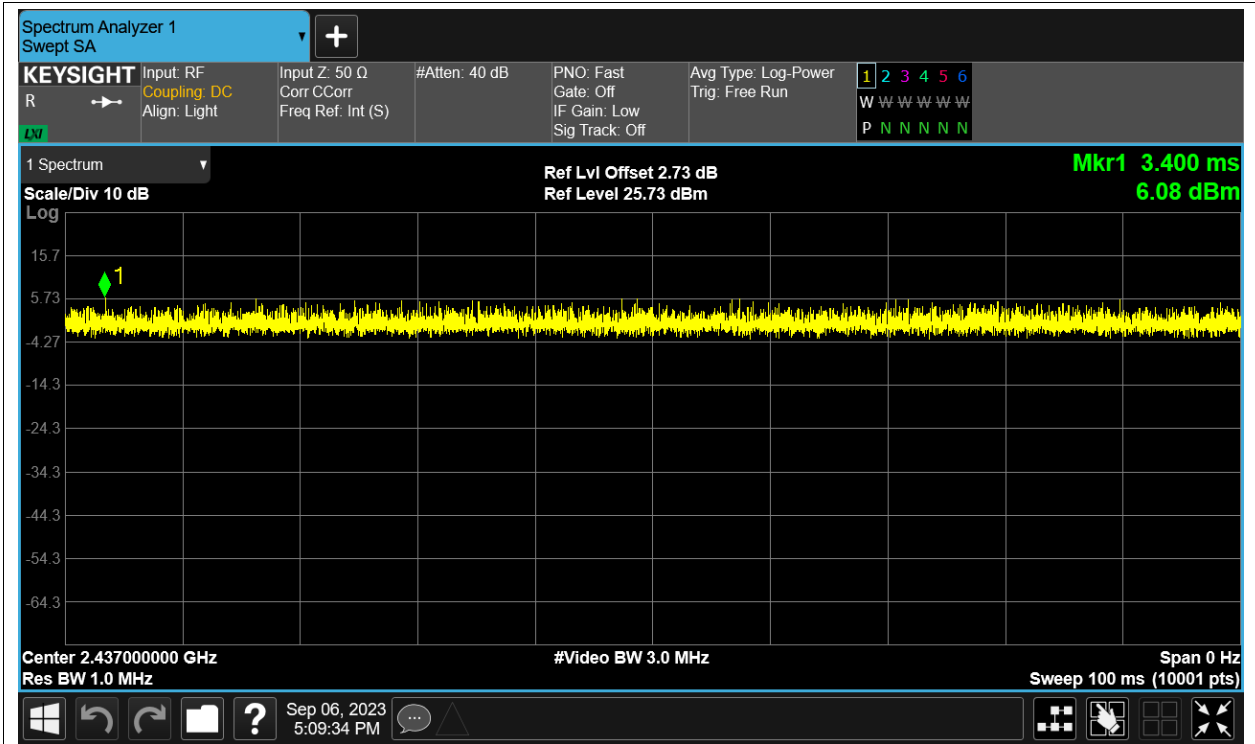 Spectrum Analyzer 1
Swept SA
KEYSIGHT
R
LXI
Input: RF
Coupling: DC
Align: Light
Input Z: 50 Ω
Corr CCorr
Freq Ref: Int (S)
#Atten: 40 dB
PNO: Fast
Gate: Off
IF Gain: Low
Sig Track: Off
Avg Type: Log-Power
Trig: Free Run
1 2 3 4 5 6
W W W W W W
P N N N N N
1 Spectrum
Scale/Div 10 dB
Log
Ref Lvl Offset 2.73 dB
Ref Level 25.73 dBm
Mkr1 3.400 ms
6.08 dBm
15.7
1
5.73
-4.27
-14.3
-24.3
-34.3
-44.3
-54.3
-64.3
Center 2.437000000 GHz
Res BW 1.0 MHz
#Video BW 3.0 MHz
Span 0 Hz
Sweep 100 ms (10001 pts)
?
Sep 06, 2023
5:09:34 PM